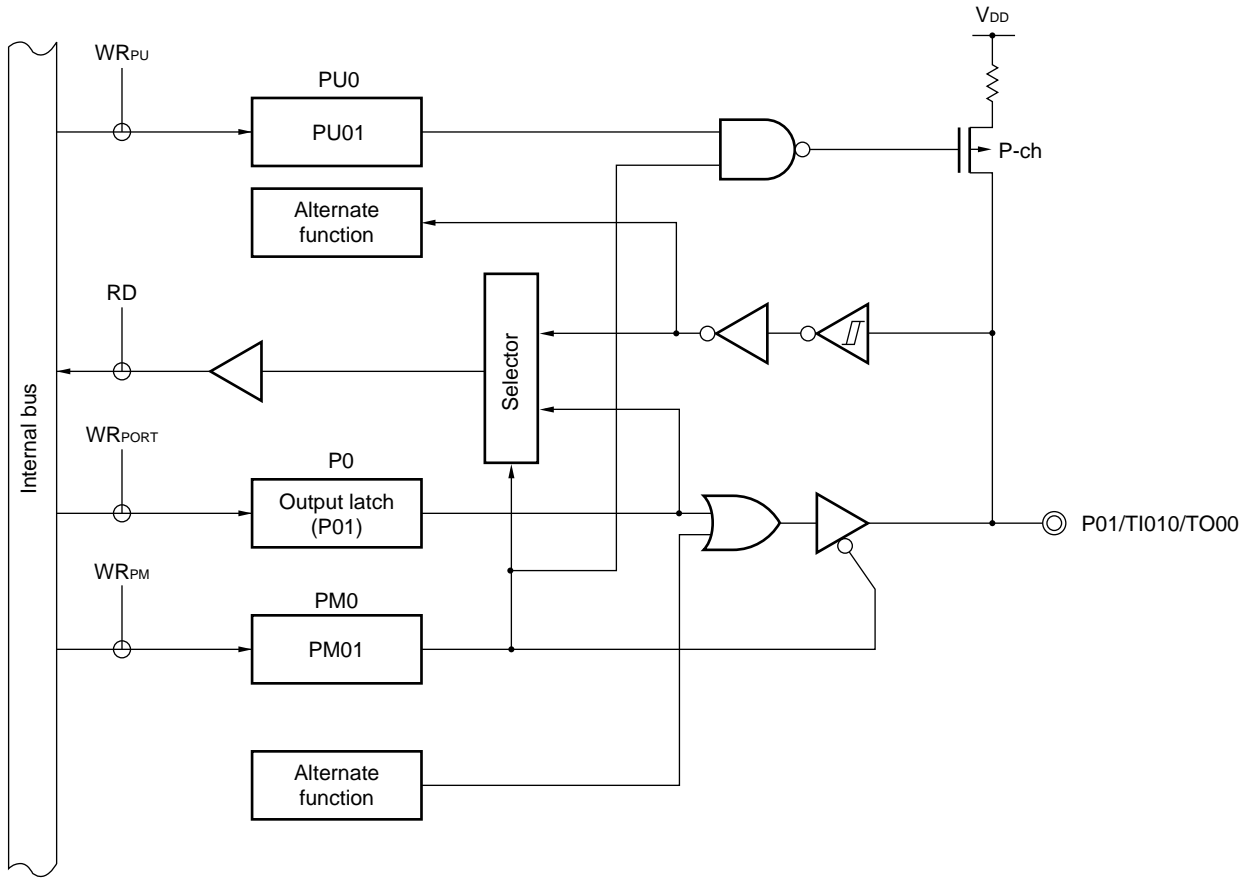 VDD
WRPU
PU0
PU01
P-ch
Alternate
function
RD
Selector
Internal bus
WRPORT
P0
Output latch
(P01)
P01/TI010/TO00
WRPM
PM0
PM01
Alternate
function